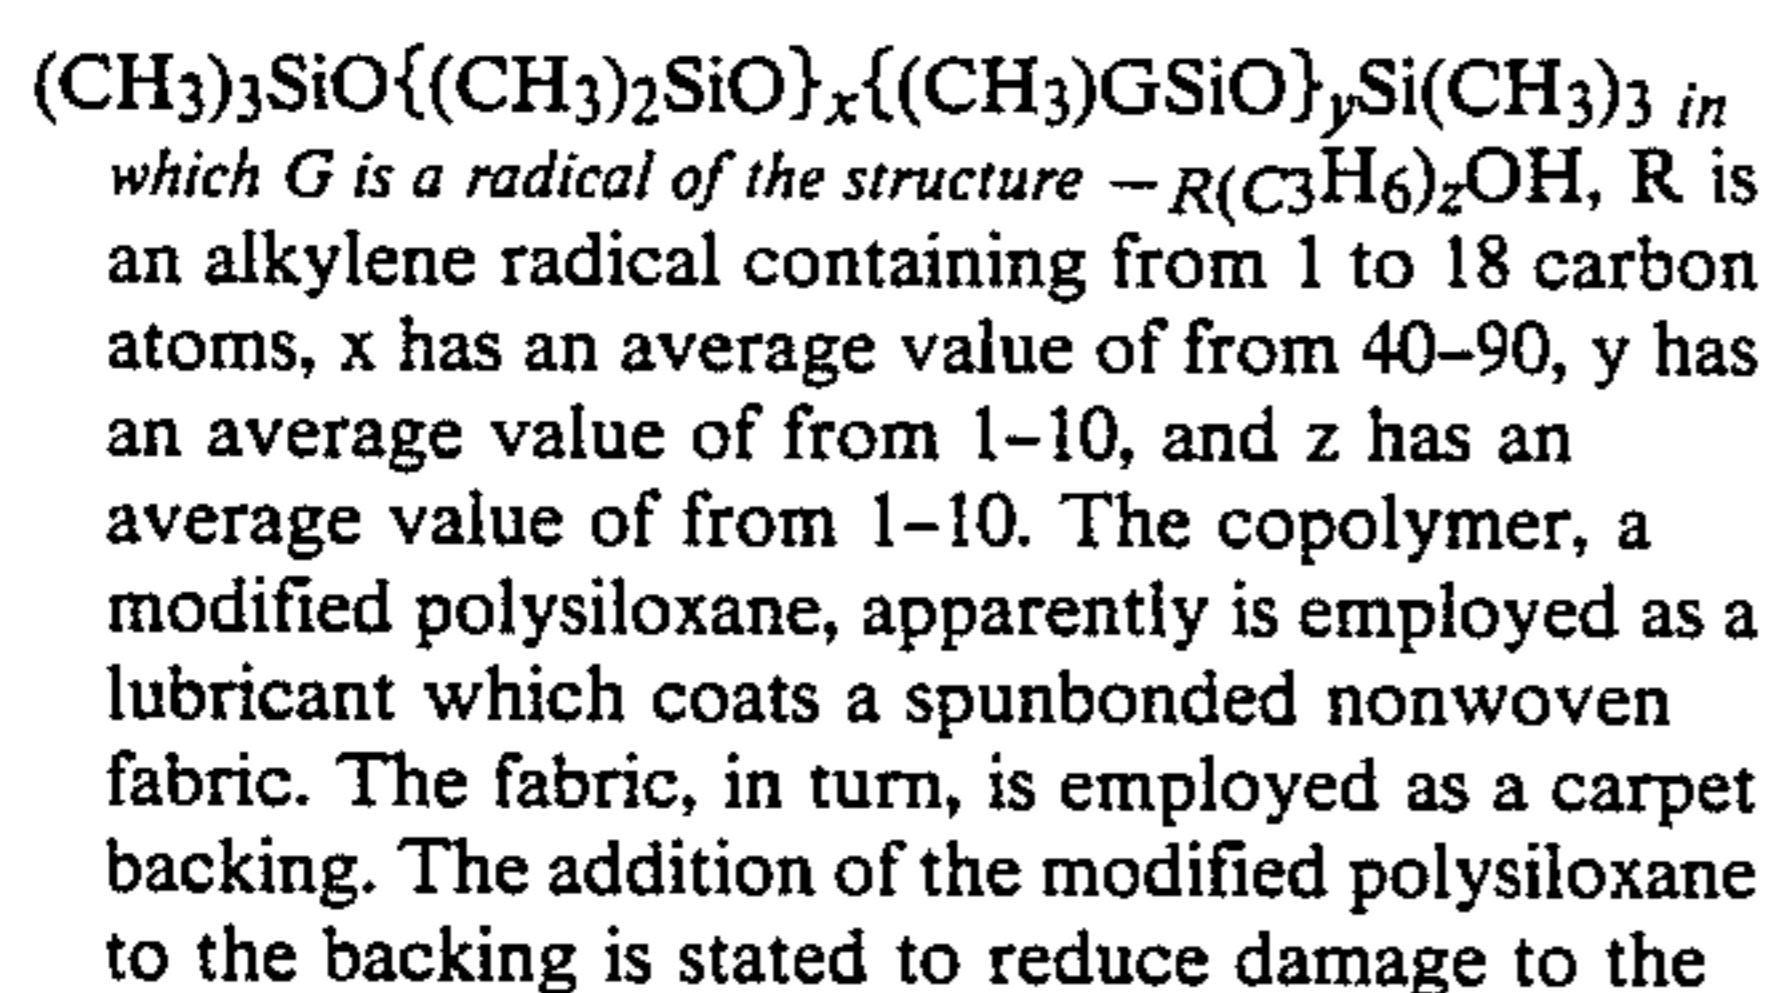 (CH3)3SiO{(CH3)2SiO}x{(CH3)GSiO}ySi(CH3)3 in
which G is a radical of the structure —R(C3H6)zOH, R is
an alkylene radical containing from 1 to 18 carbon
atoms, x has an average value of from 40–90, y has
an average value of from 1–10, and z has an
average value of from 1–10. The copolymer, a
modified polysiloxane, apparently is employed as a
lubricant which coats a spunbonded nonwoven
fabric. The fabric, in turn, is employed as a carpet
backing. The addition of the modified polysiloxane
to the backing is stated to reduce damage to the